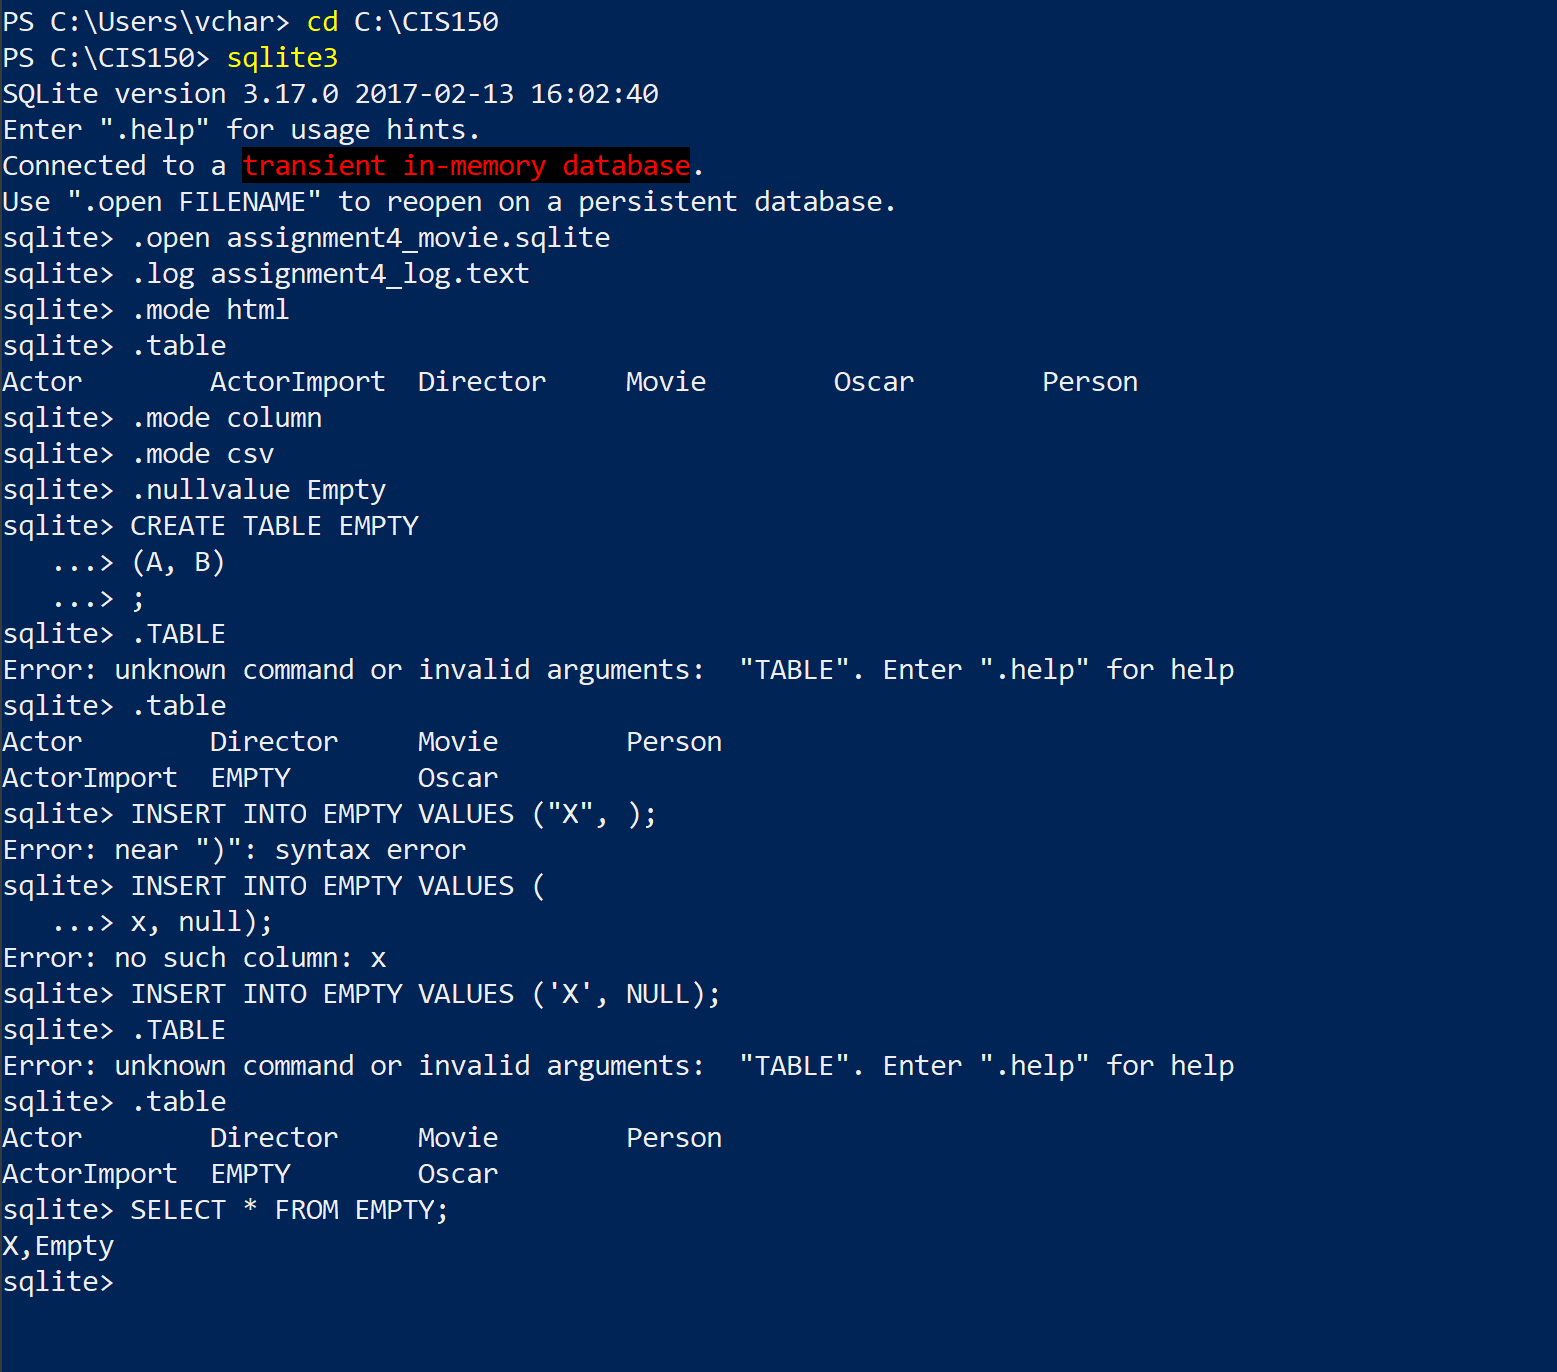 PS C:\Users\vchar> cd C:\CIS150
PS C:\CIS150> sqlite3
SQLite version 3.17.0 2017-02-13 16:02:40
Enter ".help" for usage hints.
Connected to a transient in-memory database.
Use ".open FILENAME" to reopen on a persistent database.
sqlite> .open assignment4_movie.sqlite
sqlite> .log assignment4_log.text
sqlite> .mode html
sqlite> .table
Actor        ActorImport  Director     Movie        Oscar        Person
sqlite> .mode column
sqlite> .mode csv
sqlite> .nullvalue Empty
sqlite> CREATE TABLE EMPTY
   ...> (A, B)
   ...> ;
sqlite> .TABLE
Error: unknown command or invalid arguments:  "TABLE". Enter ".help" for help
sqlite> .table
Actor        Director     Movie        Person
ActorImport  EMPTY        Oscar
sqlite> INSERT INTO EMPTY VALUES ("X", );
Error: near ")": syntax error
sqlite> INSERT INTO EMPTY VALUES (
   ...> x, null);
Error: no such column: x
sqlite> INSERT INTO EMPTY VALUES ('X', NULL);
sqlite> .TABLE
Error: unknown command or invalid arguments:  "TABLE". Enter ".help" for help
sqlite> .table
Actor        Director     Movie        Person
ActorImport  EMPTY        Oscar
sqlite> SELECT * FROM EMPTY;
X,Empty
sqlite>